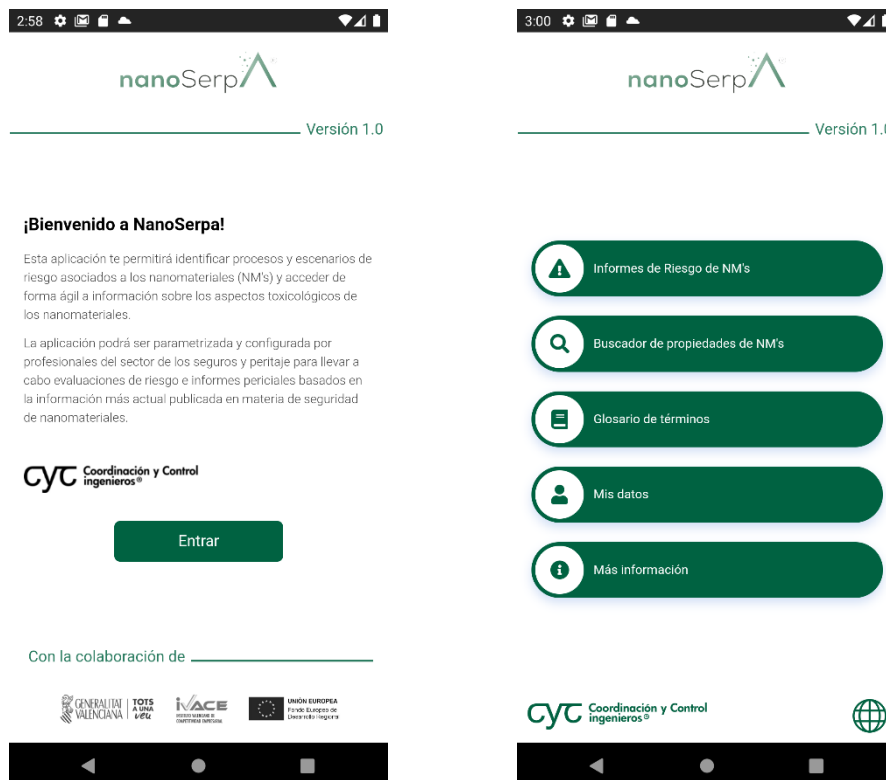 2:58
nanoSerpA
Versión 1.0
¡Bienvenido a NanoSerpa!
Esta aplicación te permitirá identificar procesos y escenarios de
riesgo asociados a los nanomateriales (NM's) y acceder de
forma ágil a información sobre los aspectos toxicológicos de
los nanomateriales.
La aplicación podrá ser parametrizada y configurada por
profesionales del sector de los seguros y peritaje para llevar a
cabo evaluaciones de riesgo e informes periciales basados en
la información más actual publicada en materia de seguridad
de nanomateriales.
CYC Coordinación y Control
ingenieros®
Entrar
Con la colaboración de
GENERALITAT
VALENCIANA
TOTS
A UNA
veu
IVACE
INSTITUTO VALENCIANO DE
COMPETITIVIDAD EMPRESARIAL
UNIÓN EUROPEA
Fondo Europeo de
Desarrollo Regional
3:00
nanoSerpA
Versión 1.0
Informes de Riesgo de NM's
Buscador de propiedades de NM's
Glosario de términos
Mis datos
Más información
CYC Coordinación y Control
ingenieros®